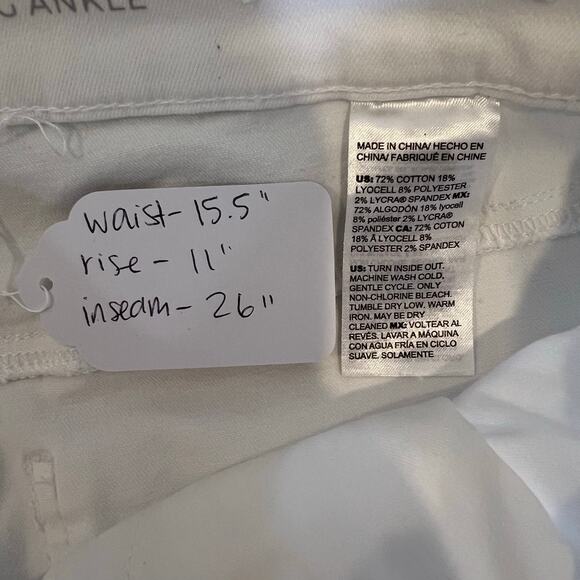 G ANKLE
waist- 15.5"
rise - 11"
inseam - 26"
MADE IN CHINA/ HECHO EN
CHINA/ FABRIQUÉ EN CHINE
US: 72% COTTON 18%
LYOCELL 8% POLYESTER
2% LYCRA® SPANDEX MX:
72% ALGODÓN 18% lyocell
8% poliéster 2% LYCRA®
SPANDEX CA: 72% COTON
18% Å LYOCELL 8%
POLYESTER 2% SPANDEX
US: TURN INSIDE OUT.
MACHINE WASH COLD,
GENTLE CYCLE. ONLY
NON-CHLORINE BLEACH.
TUMBLE DRY LOW. WARM
IRON. MAY BE DRY
CLEANED MX: VOLTEAR AL
REVÉS. LAVAR A MÁQUINA
CON AGUA FRÍA EN CICLO
SUAVE. SOLAMENTE